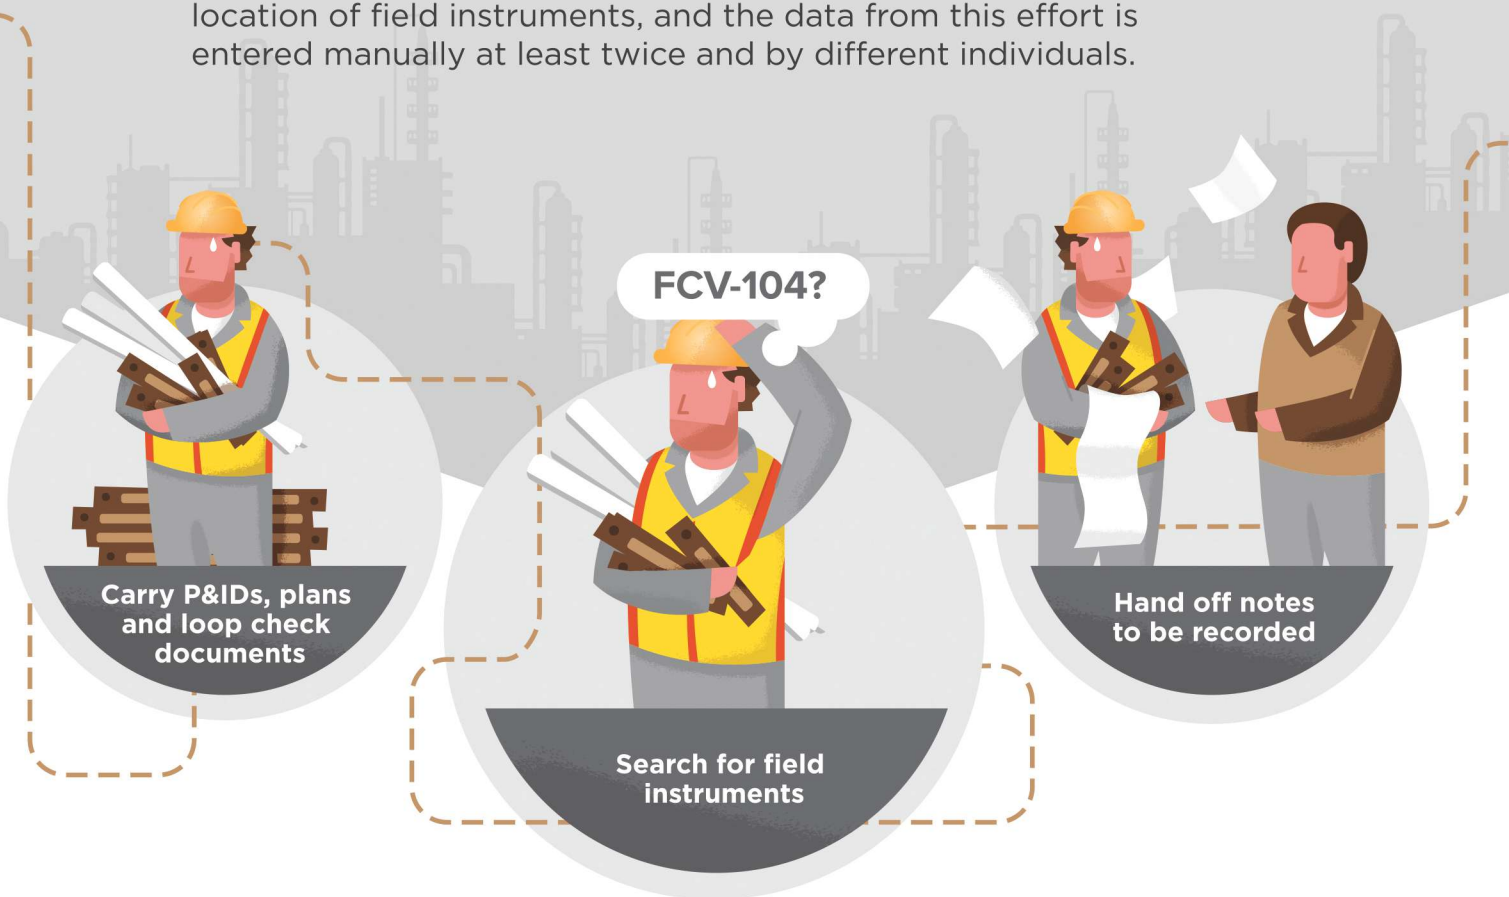 location of field instruments, and the data from this effort is
entered manually at least twice and by different individuals.
FCV-104?
Carry P&IDs, plans
and loop check
documents
Search for field
instruments
Hand off notes
to be recorded